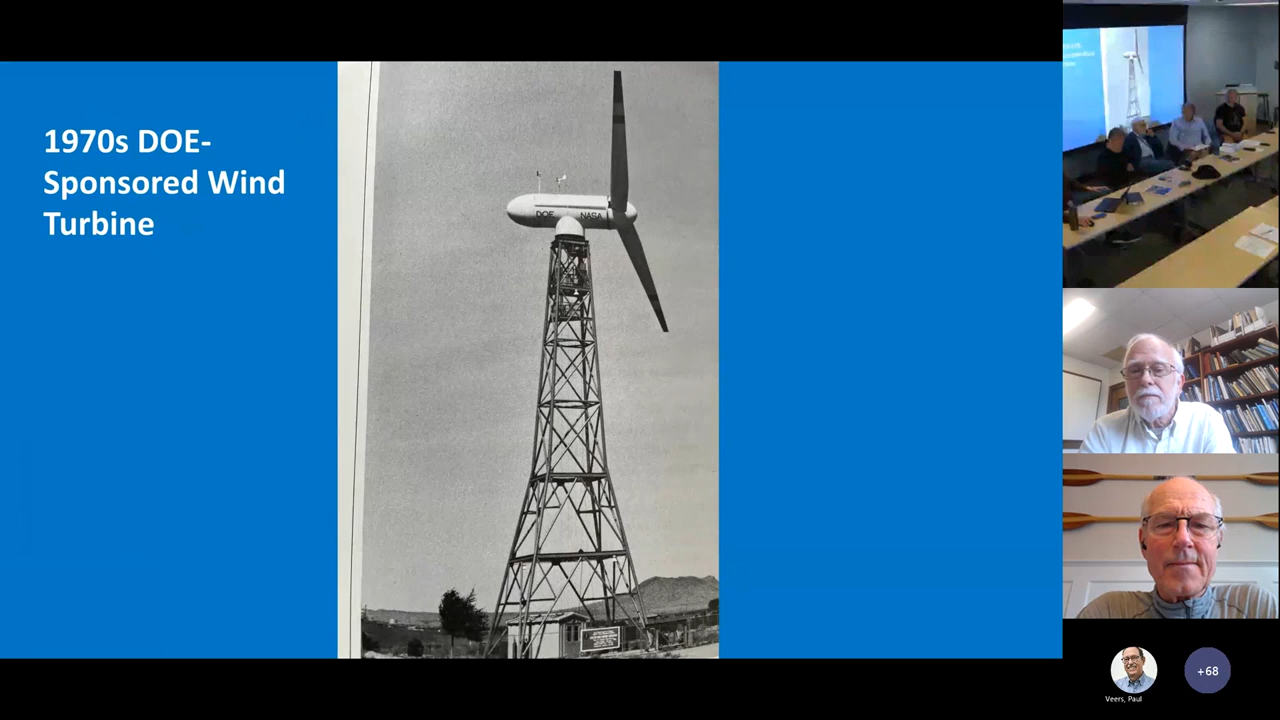 1970s DOE-
Sponsored Wind
Turbine
DOE NASA
Veers, Paul
+68